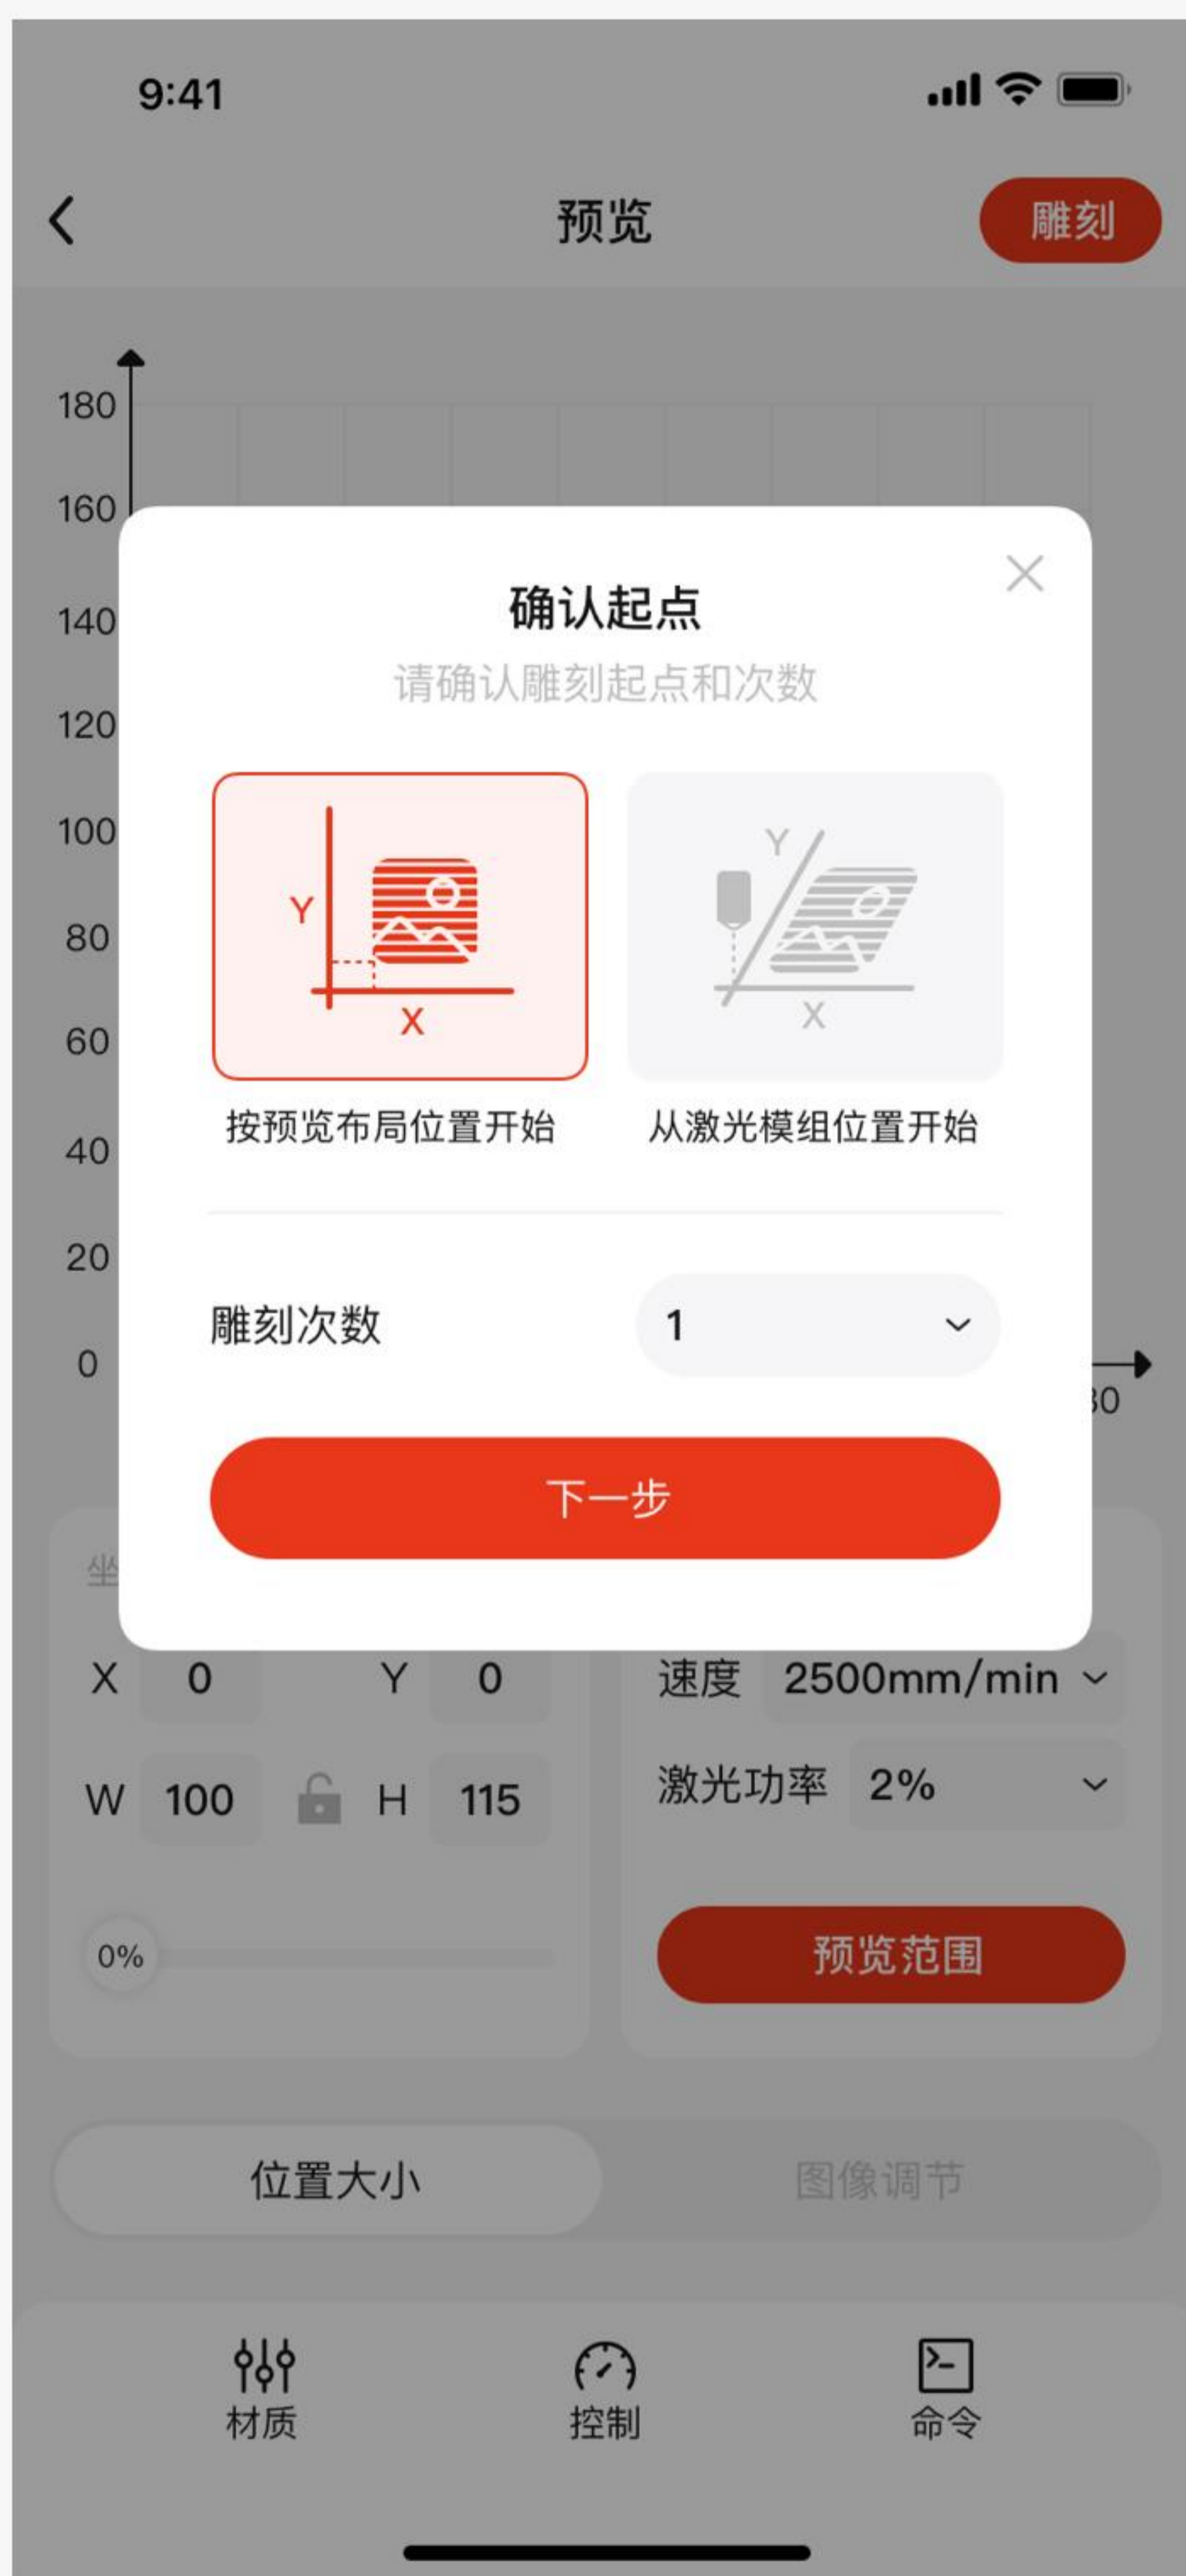 9:41
预览
雕刻
180
160
140
120
100
80
60
40
20
0
确认起点
请确认雕刻起点和次数
Y
X
Y
X
按预览布局位置开始
从激光模组位置开始
雕刻次数
1
下一步
坐
X 0 Y 0
W 100 H 115
0%
速度 2500mm/min
激光功率 2%
预览范围
位置大小
图像调节
材质
控制
命令